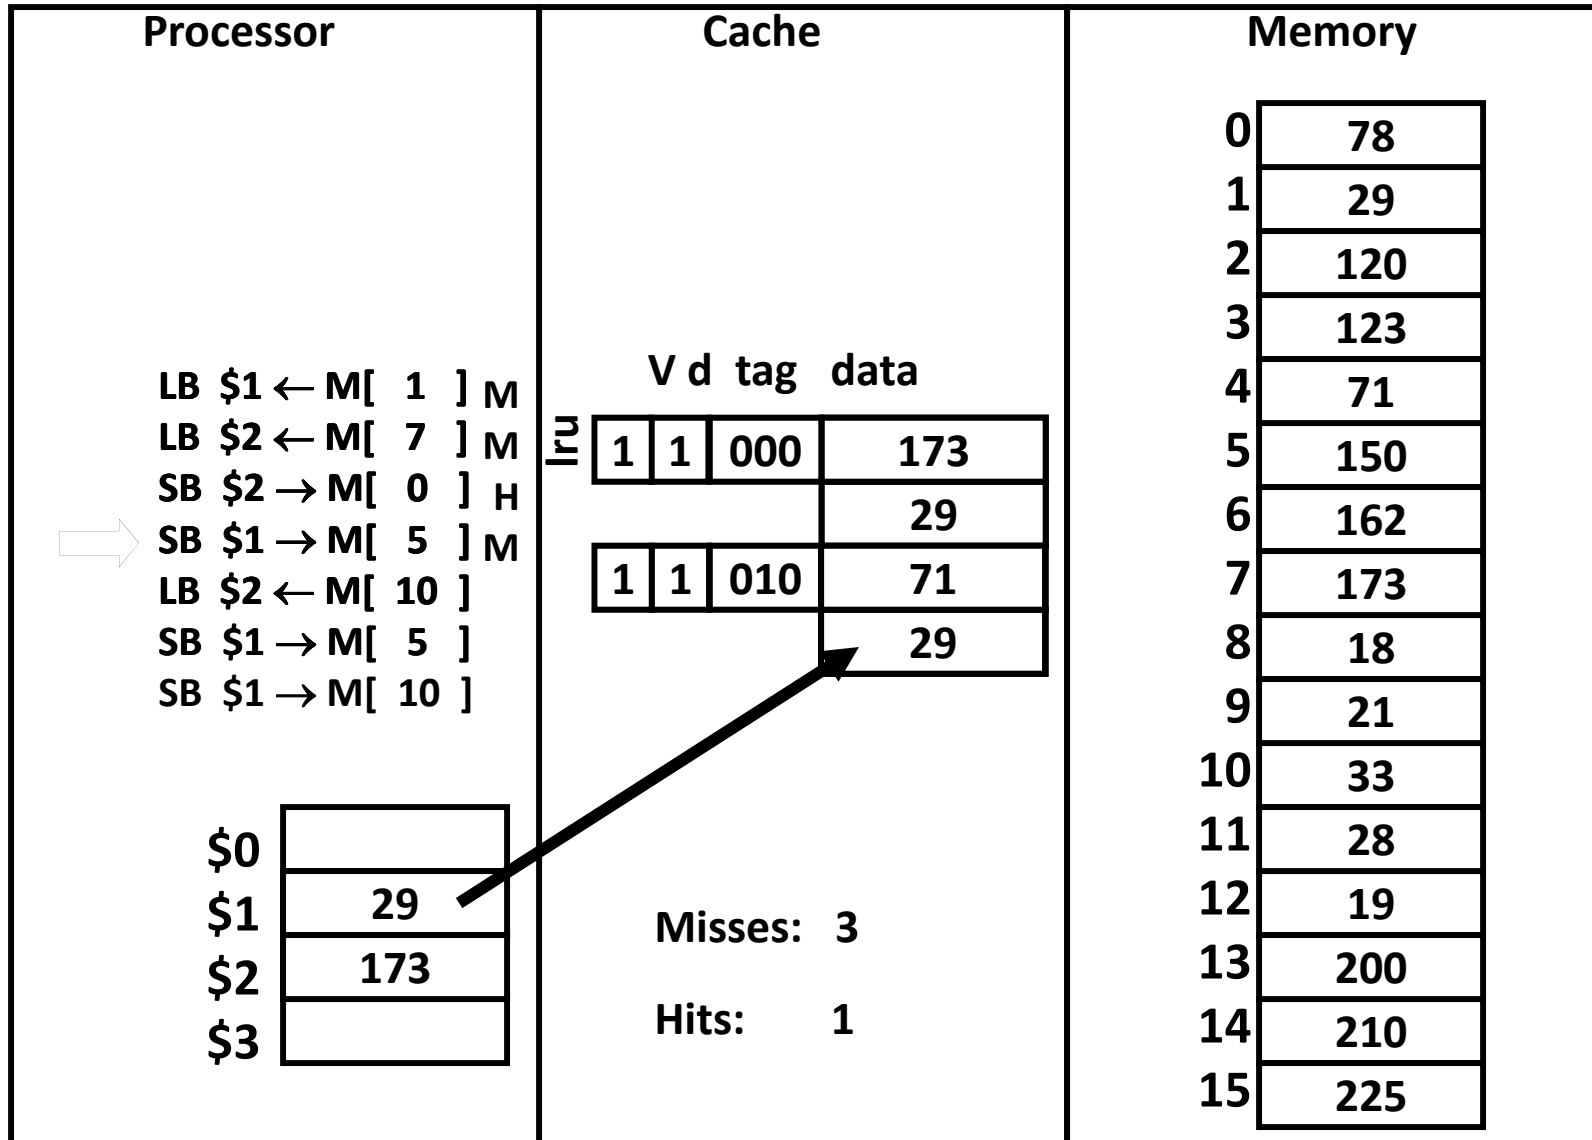 Processor
LB $1 ← M[ 1 ] M
LB $2 ← M[ 7 ] M
SB $2 → M[ 0 ] H
SB $1 → M[ 5 ] M
LB $2 ← M[ 10 ]
SB $1 → M[ 5 ]
SB $1 → M[ 10 ]
$0
$1 29
$2 173
$3
Cache
V d tag data
lru 1 1 000 173
29
1 1 010 71
29
Misses: 3
Hits: 1
Memory
0 78
1 29
2 120
3 123
4 71
5 150
6 162
7 173
8 18
9 21
10 33
11 28
12 19
13 200
14 210
15 225